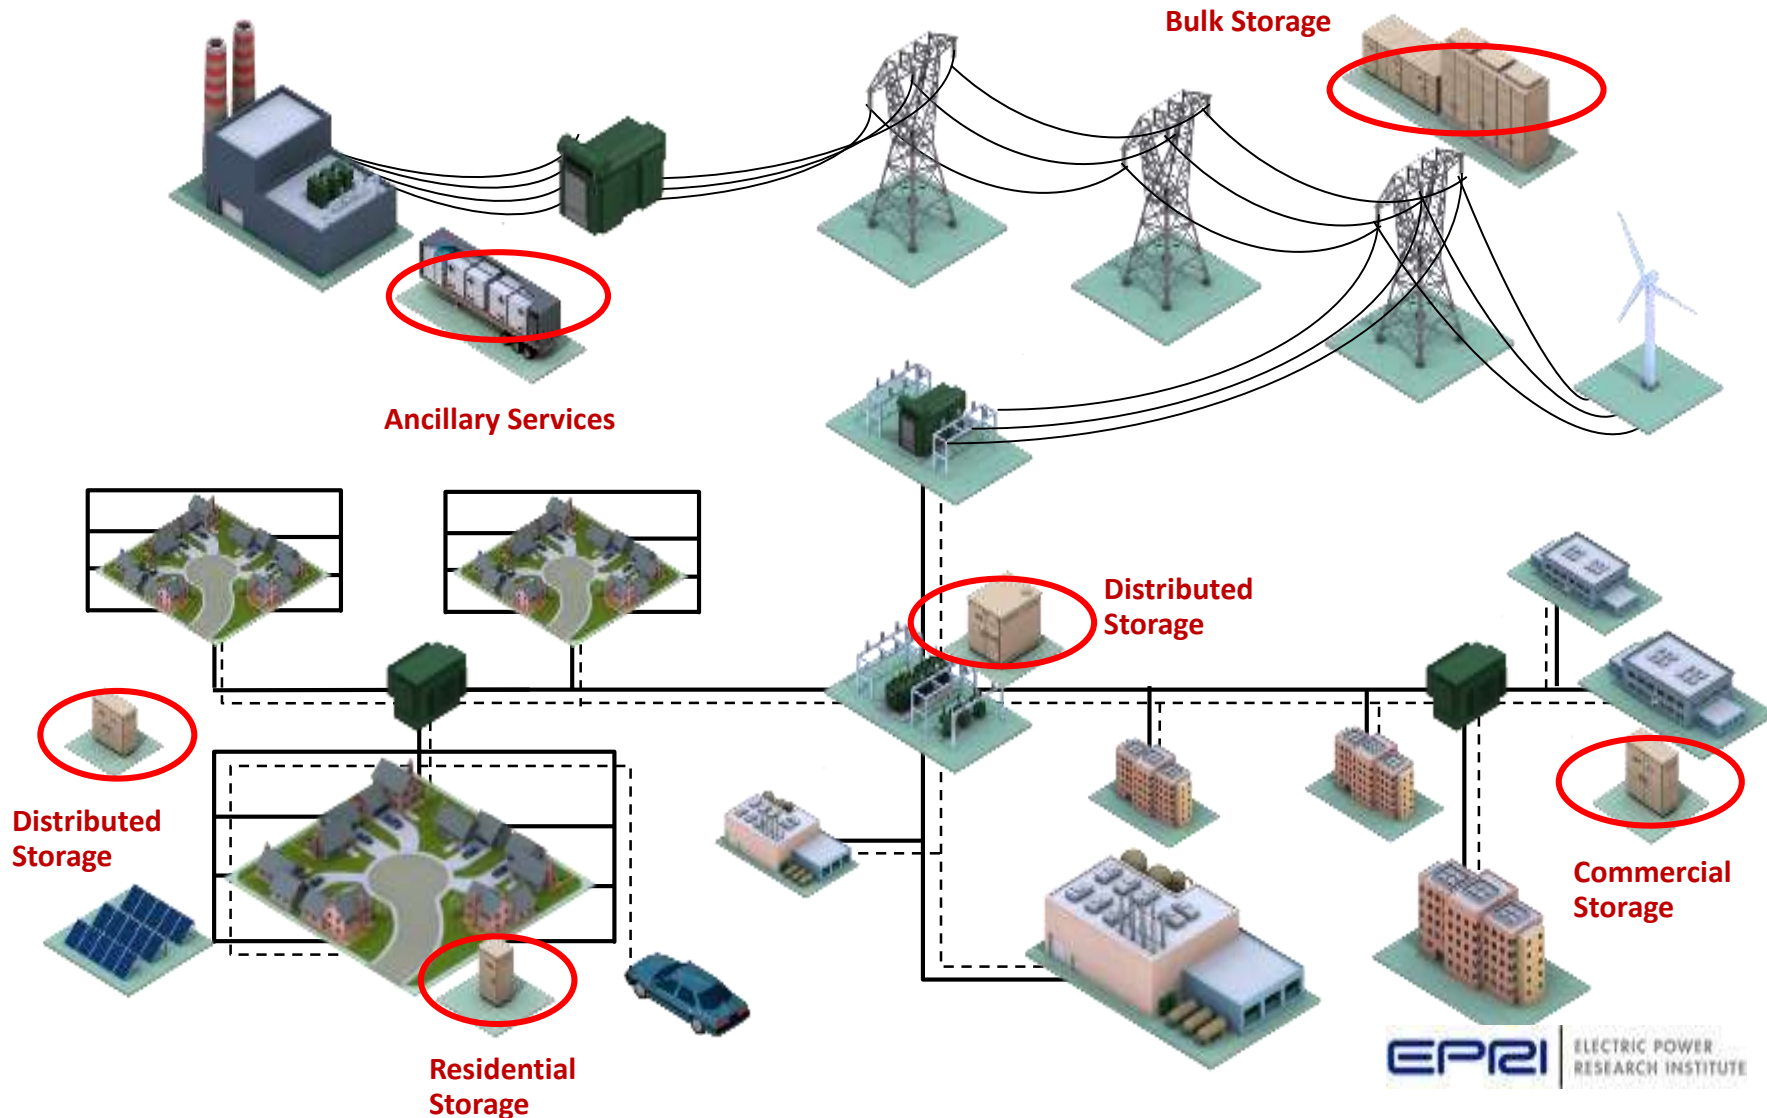 Bulk Storage
Ancillary Services
Distributed
Storage
Distributed
Storage
Commercial
Storage
Residential
Storage
EPRI
ELECTRIC POWER
RESEARCH INSTITUTE